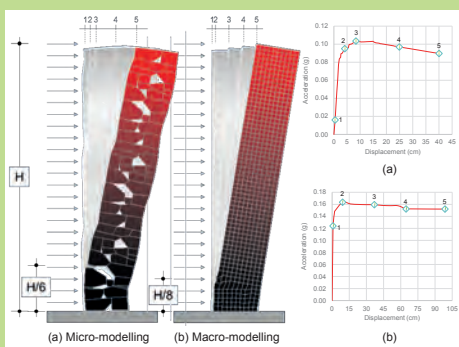 12 3 4 5
12 3 4 5
H
H/6
H/8
(a) Micro-modelling
(b) Macro-modelling
Acceleration (g)
0.12
0.10
0.08
0.06
0.04
0.02
0.00
1
2
3
4
5
0 5 10 15 20 25 30 35 40 45
Displacement (cm)
(a)
Acceleration (g)
0.18
0.16
0.14
0.12
0.10
0.08
0.06
0.04
0.02
0.00
1
2
3
4
5
0 15 30 45 60 75 90 105
Displacement (cm)
(b)